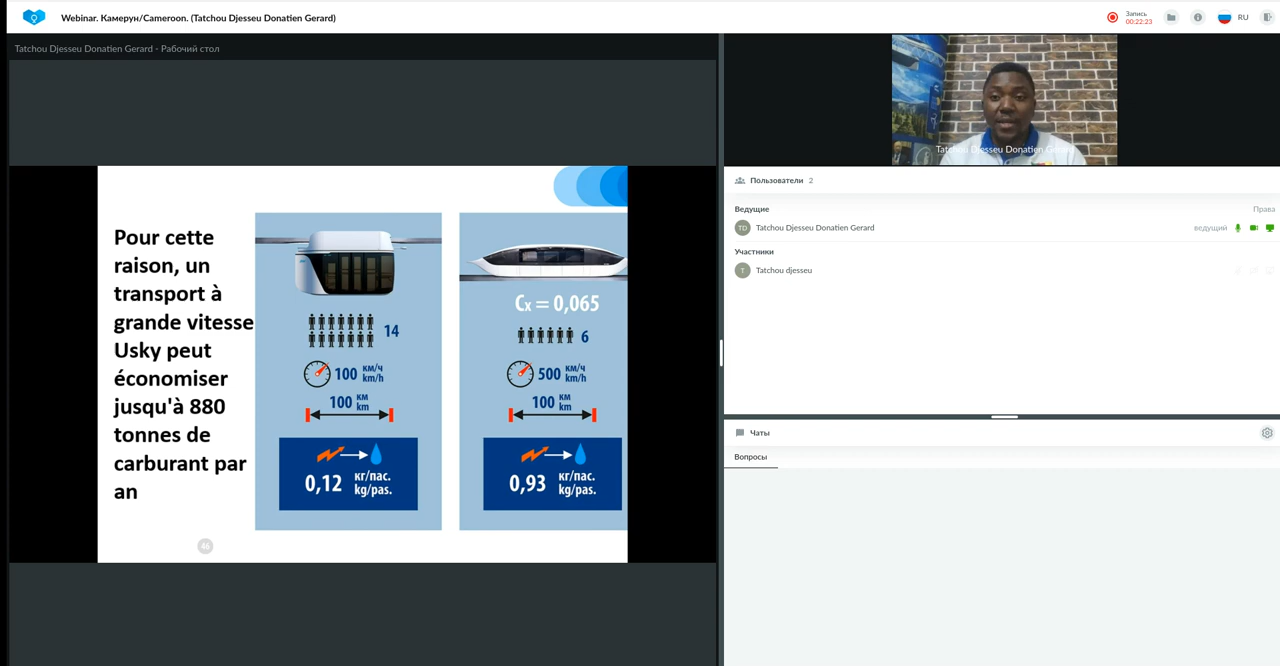 Webinar. Камерун/Cameroon. (Tatchou Djesseu Donatien Gerard)
Запись
00:22:23
RU
Tatchou Djesseu Donatien Gerard - Рабочий стол
Pour cette
raison, un
transport à
grande vitesse
Usky peut
économiser
jusqu'à 880
tonnes de
carburant par
an
14
100 км/ч km/h
100 км km
0,12 кг/пас. kg/pas.
Cx = 0,065
6
500 км/ч km/h
100 км km
0,93 кг/пас. kg/pas.
46
Tatchou Djesseu Donatien Gerard
Пользователи 2
Ведущие
Права
TD
Tatchou Djesseu Donatien Gerard
ведущий
Участники
T
Tatchou djesseu
Чаты
Вопросы